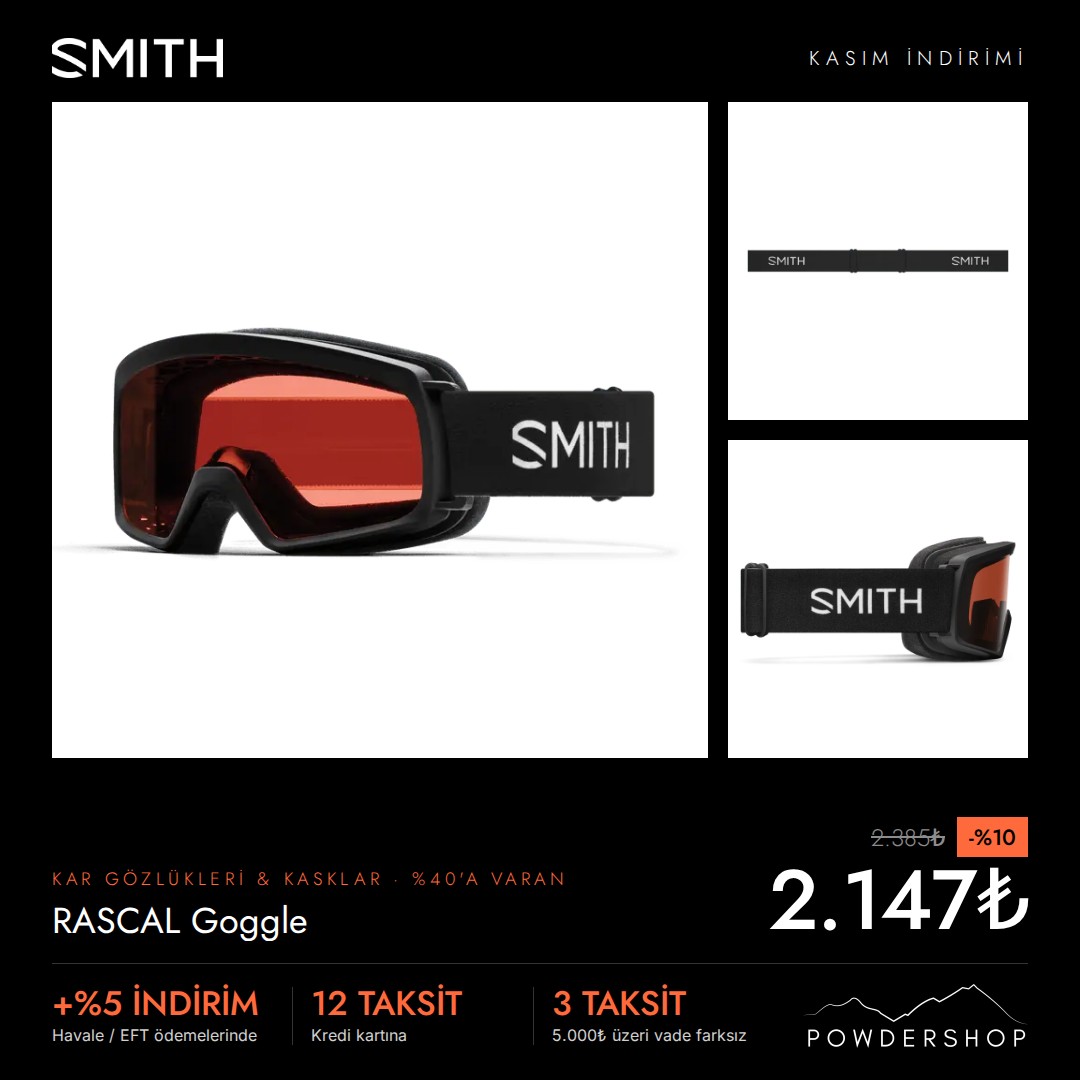 SMITH
KASIM İNDİRİMİ
SMITH
SMITH SMITH
SMITH
2.385₺ -%10
KAR GÖZLÜKLERİ & KASKLAR · %40'A VARAN
2.147₺
RASCAL Goggle
+%5 İNDİRİM
Havale / EFT ödemelerinde
12 TAKSİT
Kredi kartına
3 TAKSİT
5.000₺ üzeri vade farksız
POWDERSHOP